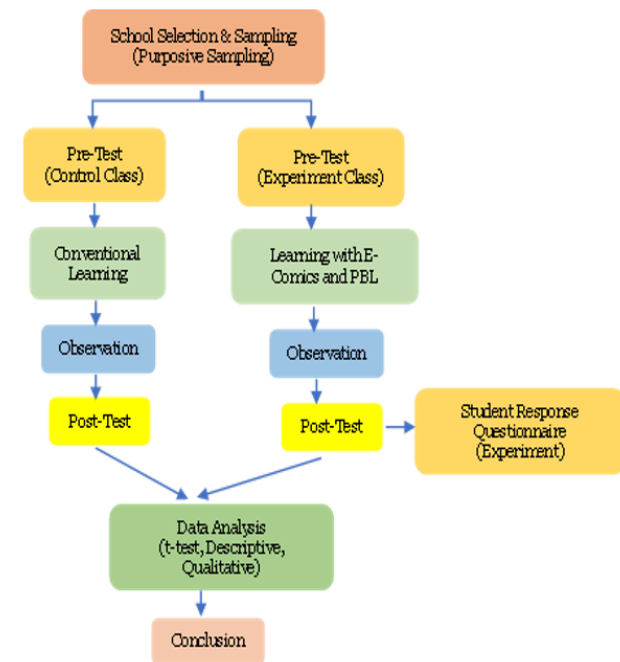 School Selection & Sampling
(Purposive Sampling)
Pre-Test
(Control Class)
Pre-Test
(Experiment Class)
Conventional
Learning
Learning with E-
Comics and PBL
Observation
Observation
Post-Test
Post-Test
Student Response
Questionnaire
(Experiment)
Data Analysis
(t-test, Descriptive,
Qualitative)
Conclusion